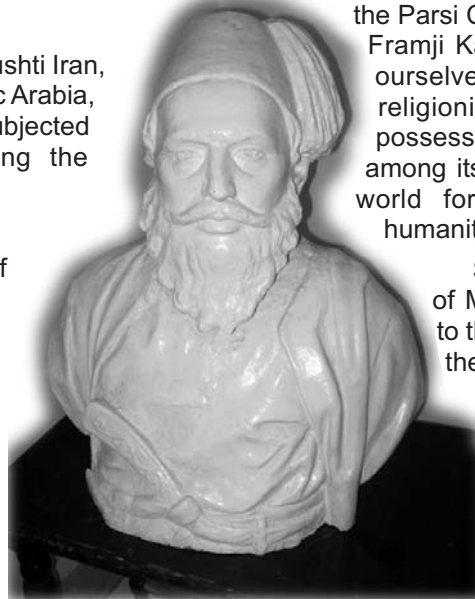 ushti Iran,
c Arabia,
ubjected
ng the
f
the Parsi C
Framji Ka
ourselve
religioni
possess
among its
world for
humanit
of M
to th
the